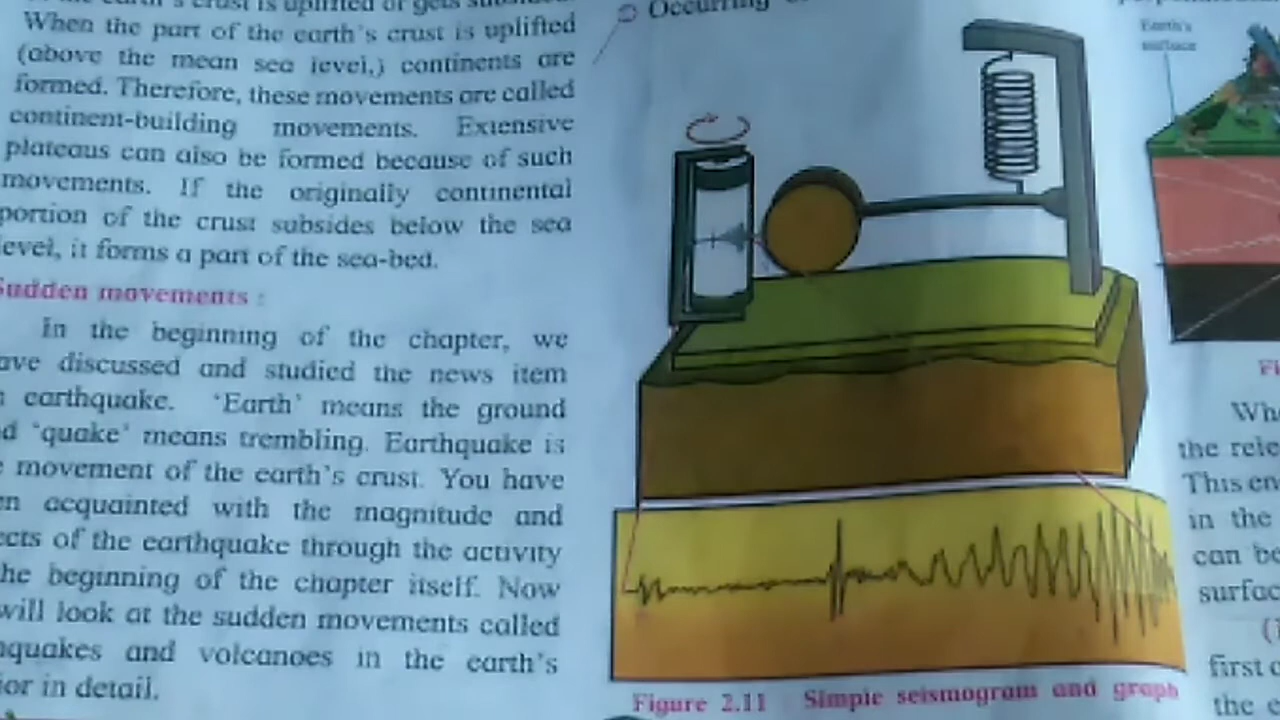 crust is uplifted or gets
When the part of the earth's crust is uplifted
(above the mean sea level,) continents are
formed. Therefore, these movements are called
continent-building movements. Extensive
plateaus can also be formed because of such
movements. If the originally continental
portion of the crust subsides below the sea
level, it forms a part of the sea-bed.
Sudden movements :
In the beginning of the chapter, we
have discussed and studied the news item
earthquake. 'Earth' means the ground
'quake' means trembling. Earthquake is
movement of the earth's crust. You have
acquainted with the magnitude and
of the earthquake through the activity
the beginning of the chapter itself. Now
will look at the sudden movements called
and volcanoes in the earth's
in detail.
Occurring
Figure 2.11 Simple seismogram and graph
Earth's
surface
the
This
in the
can be
first
the